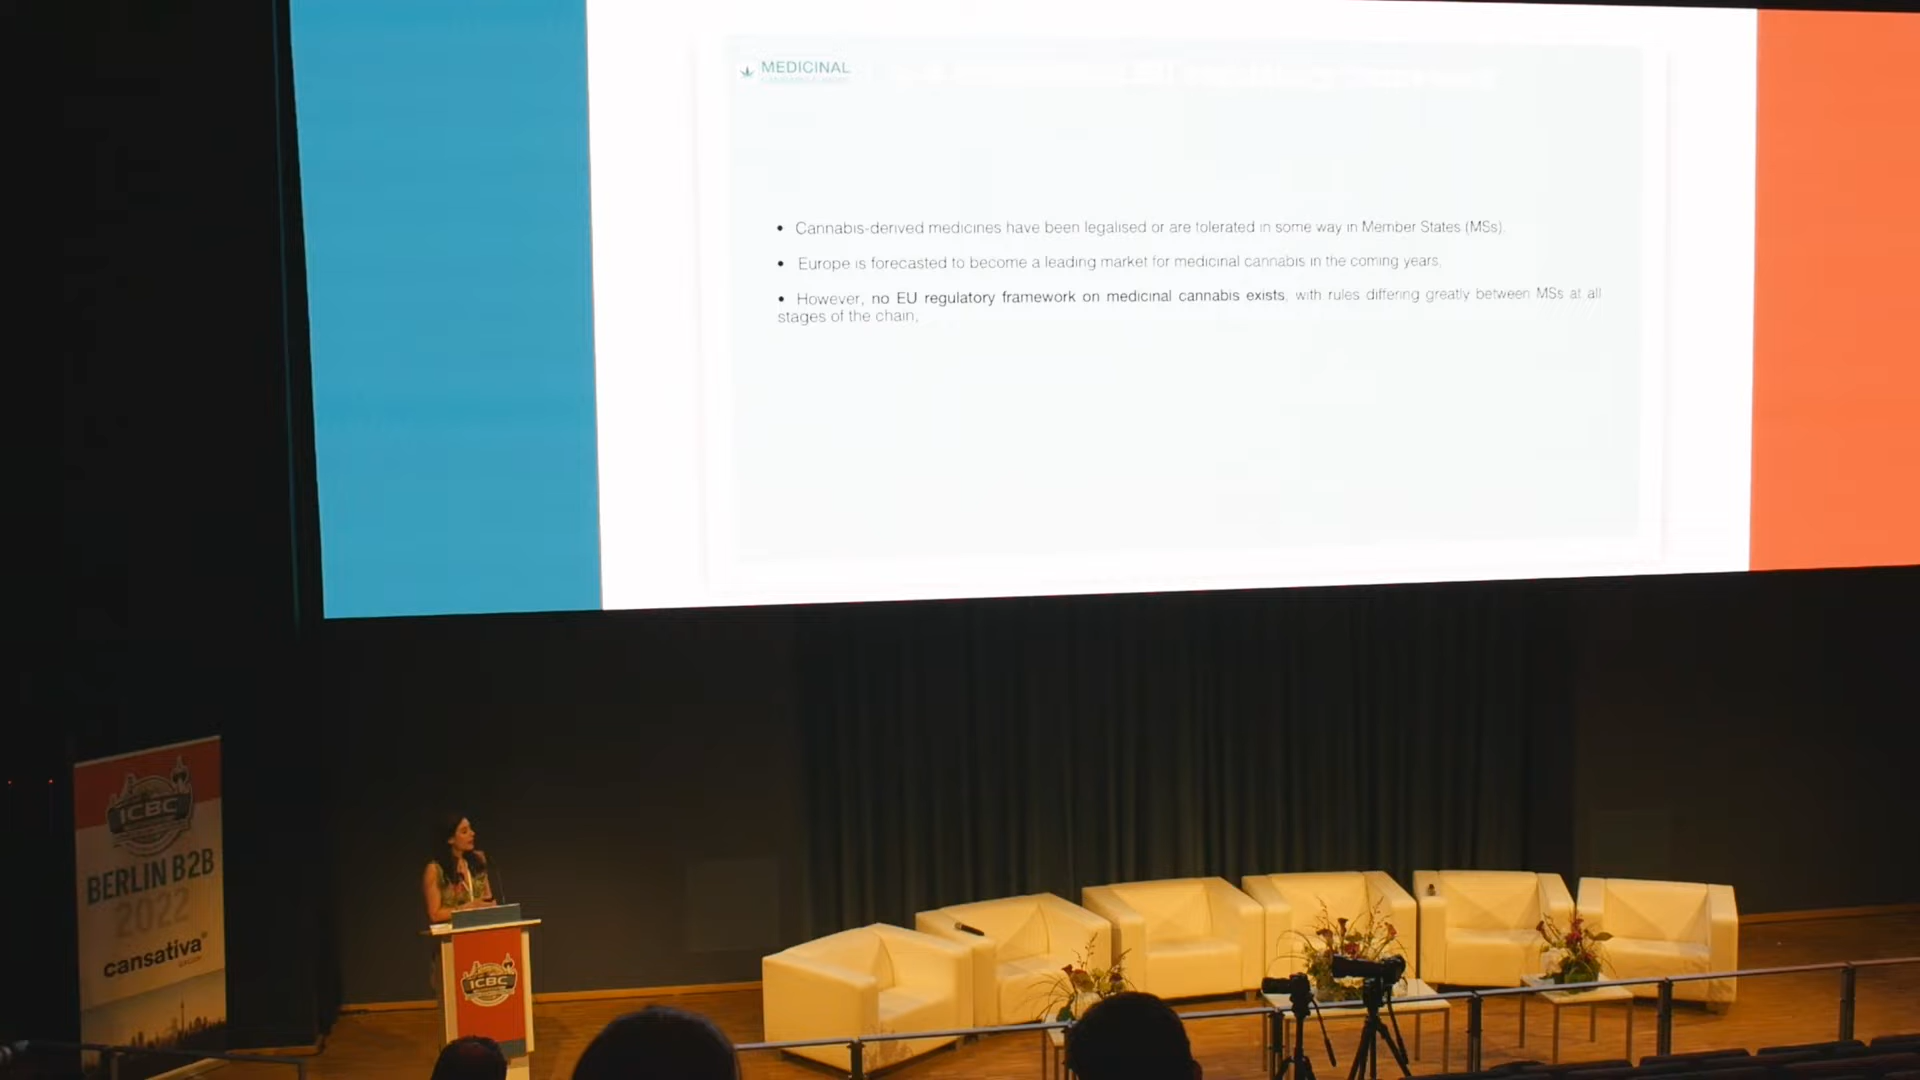 MEDICINAL
• Cannabis-derived medicines have been legalised or are tolerated in some way in Member States (MSs).
• Europe is forecasted to become a leading market for medicinal cannabis in the coming years,
• However, no EU regulatory framework on medicinal cannabis exists, with rules differing greatly between MSs at all
stages of the chain,
ICBC
BERLIN B2B
2022
cansativa
ICBC